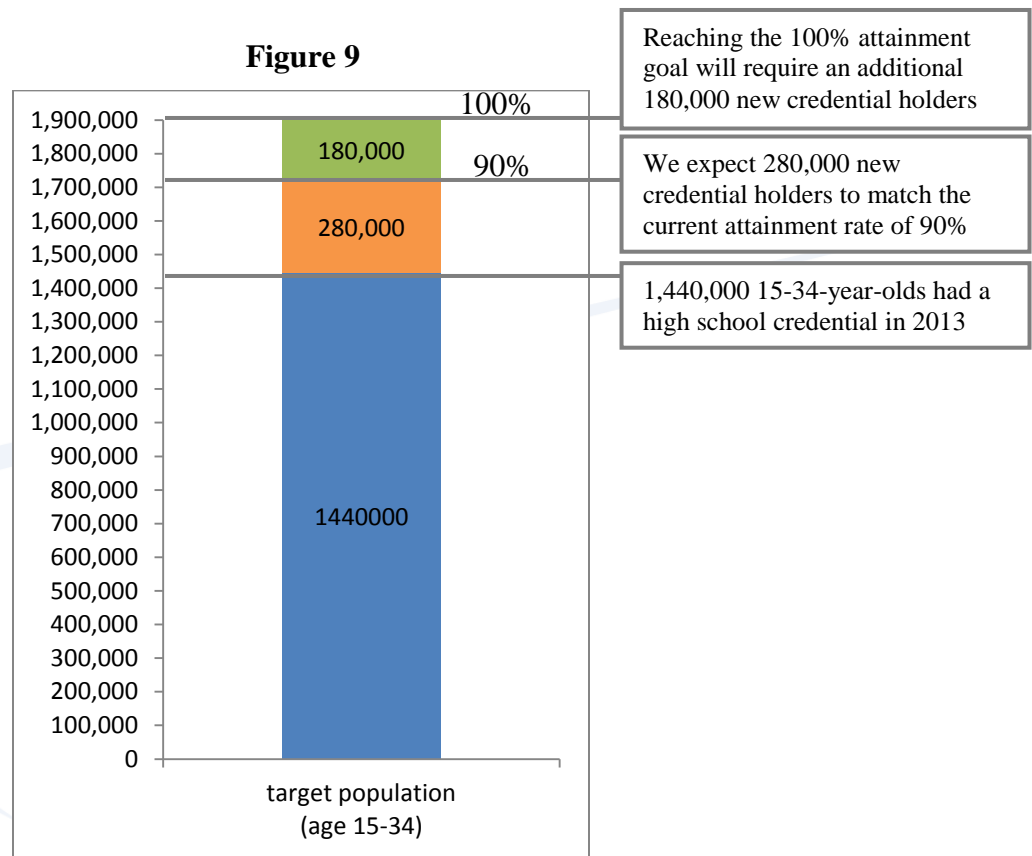 Figure 9
Reaching the 100% attainment
goal will require an additional
180,000 new credential holders
We expect 280,000 new
credential holders to match the
current attainment rate of 90%
1,440,000 15-34-year-olds had a
high school credential in 2013
100%
90%
1,900,000
1,800,000
1,700,000
1,600,000
1,500,000
1,400,000
1,300,000
1,200,000
1,100,000
1,000,000
900,000
800,000
700,000
600,000
500,000
400,000
300,000
200,000
100,000
0
180,000
280,000
1440000
target population
(age 15-34)